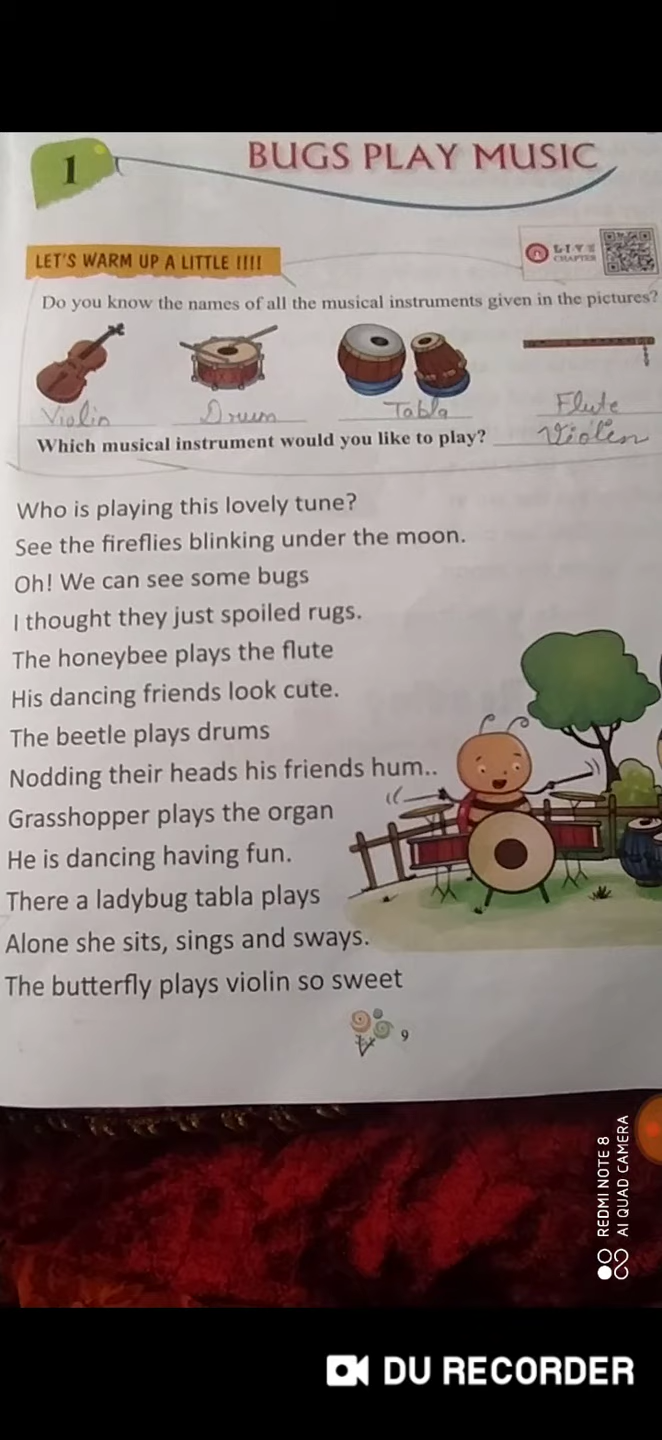 1
BUGS PLAY MUSIC
LET'S WARM UP A LITTLE !!!!
L·I·V·E
CHAPTER
Do you know the names of all the musical instruments given in the pictures?
Violin Drum Tabla Flute
Which musical instrument would you like to play? Violen
Who is playing this lovely tune?
See the fireflies blinking under the moon.
Oh! We can see some bugs
I thought they just spoiled rugs.
The honeybee plays the flute
His dancing friends look cute.
The beetle plays drums
Nodding their heads his friends hum..
Grasshopper plays the organ
He is dancing having fun.
There a ladybug tabla plays
Alone she sits, sings and sways.
The butterfly plays violin so sweet
9
REDMI NOTE 8
AI QUAD CAMERA
DU RECORDER